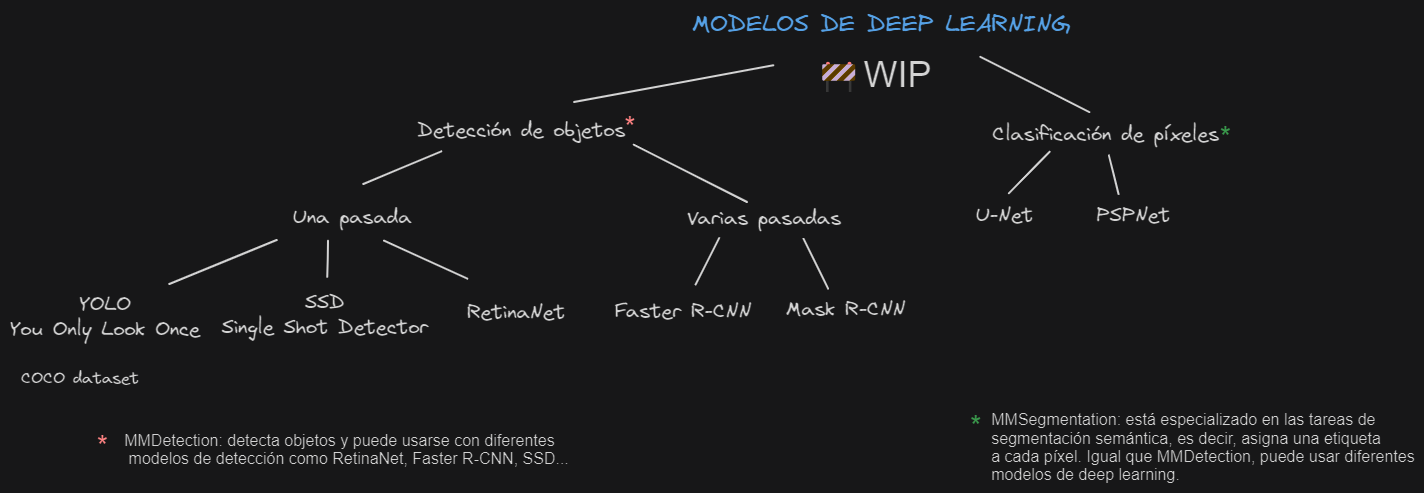 MODELOS DE DEEP LEARNING
🚧 WIP
Detección de objetos*
Clasificación de píxeles*
Una pasada
Varias pasadas
U-Net
PSPNet
YOLO
You Only Look Once
SSD
Single Shot Detector
RetinaNet
Faster R-CNN
Mask R-CNN
COCO dataset
* MMDetection: detecta objetos y puede usarse con diferentes
modelos de detección como RetinaNet, Faster R-CNN, SSD...
* MMSegmentation: está especializado en las tareas de
segmentación semántica, es decir, asigna una etiqueta
a cada píxel. Igual que MMDetection, puede usar diferentes
modelos de deep learning.